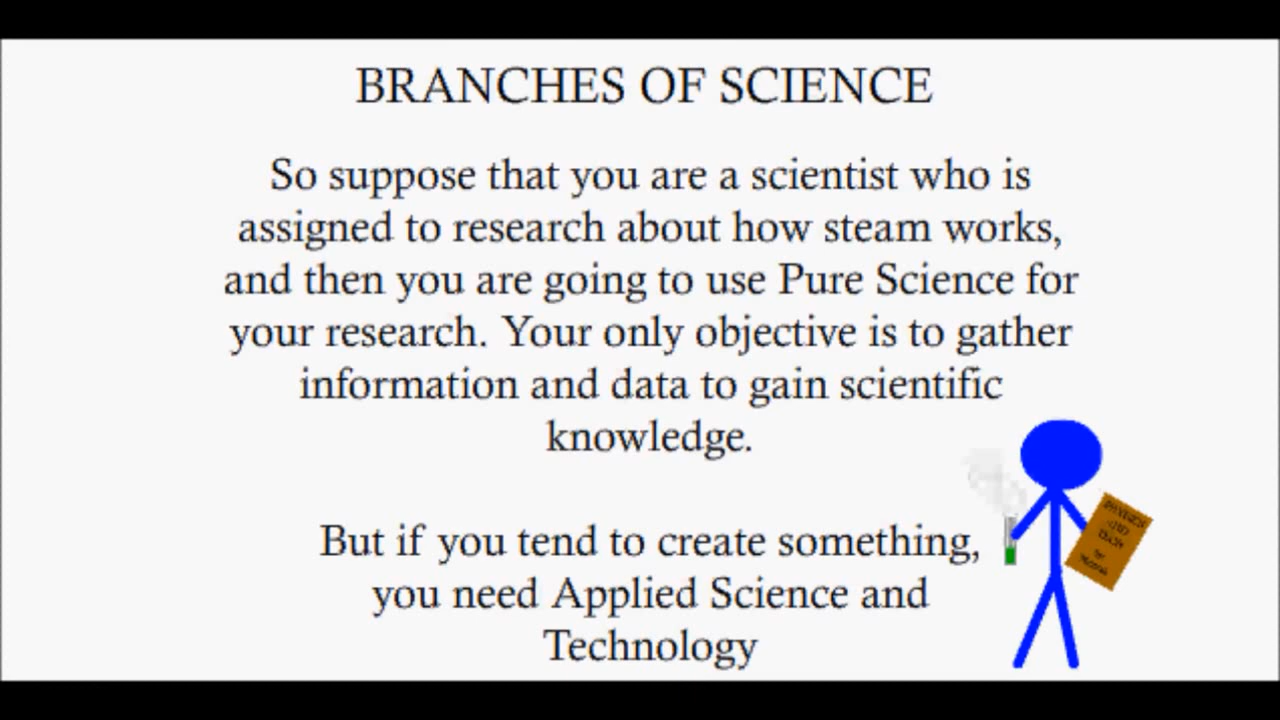 BRANCHES OF SCIENCE
So suppose that you are a scientist who is
assigned to research about how steam works,
and then you are going to use Pure Science for
your research. Your only objective is to gather
information and data to gain scientific
knowledge.
But if you tend to create something,
you need Applied Science and
Technology